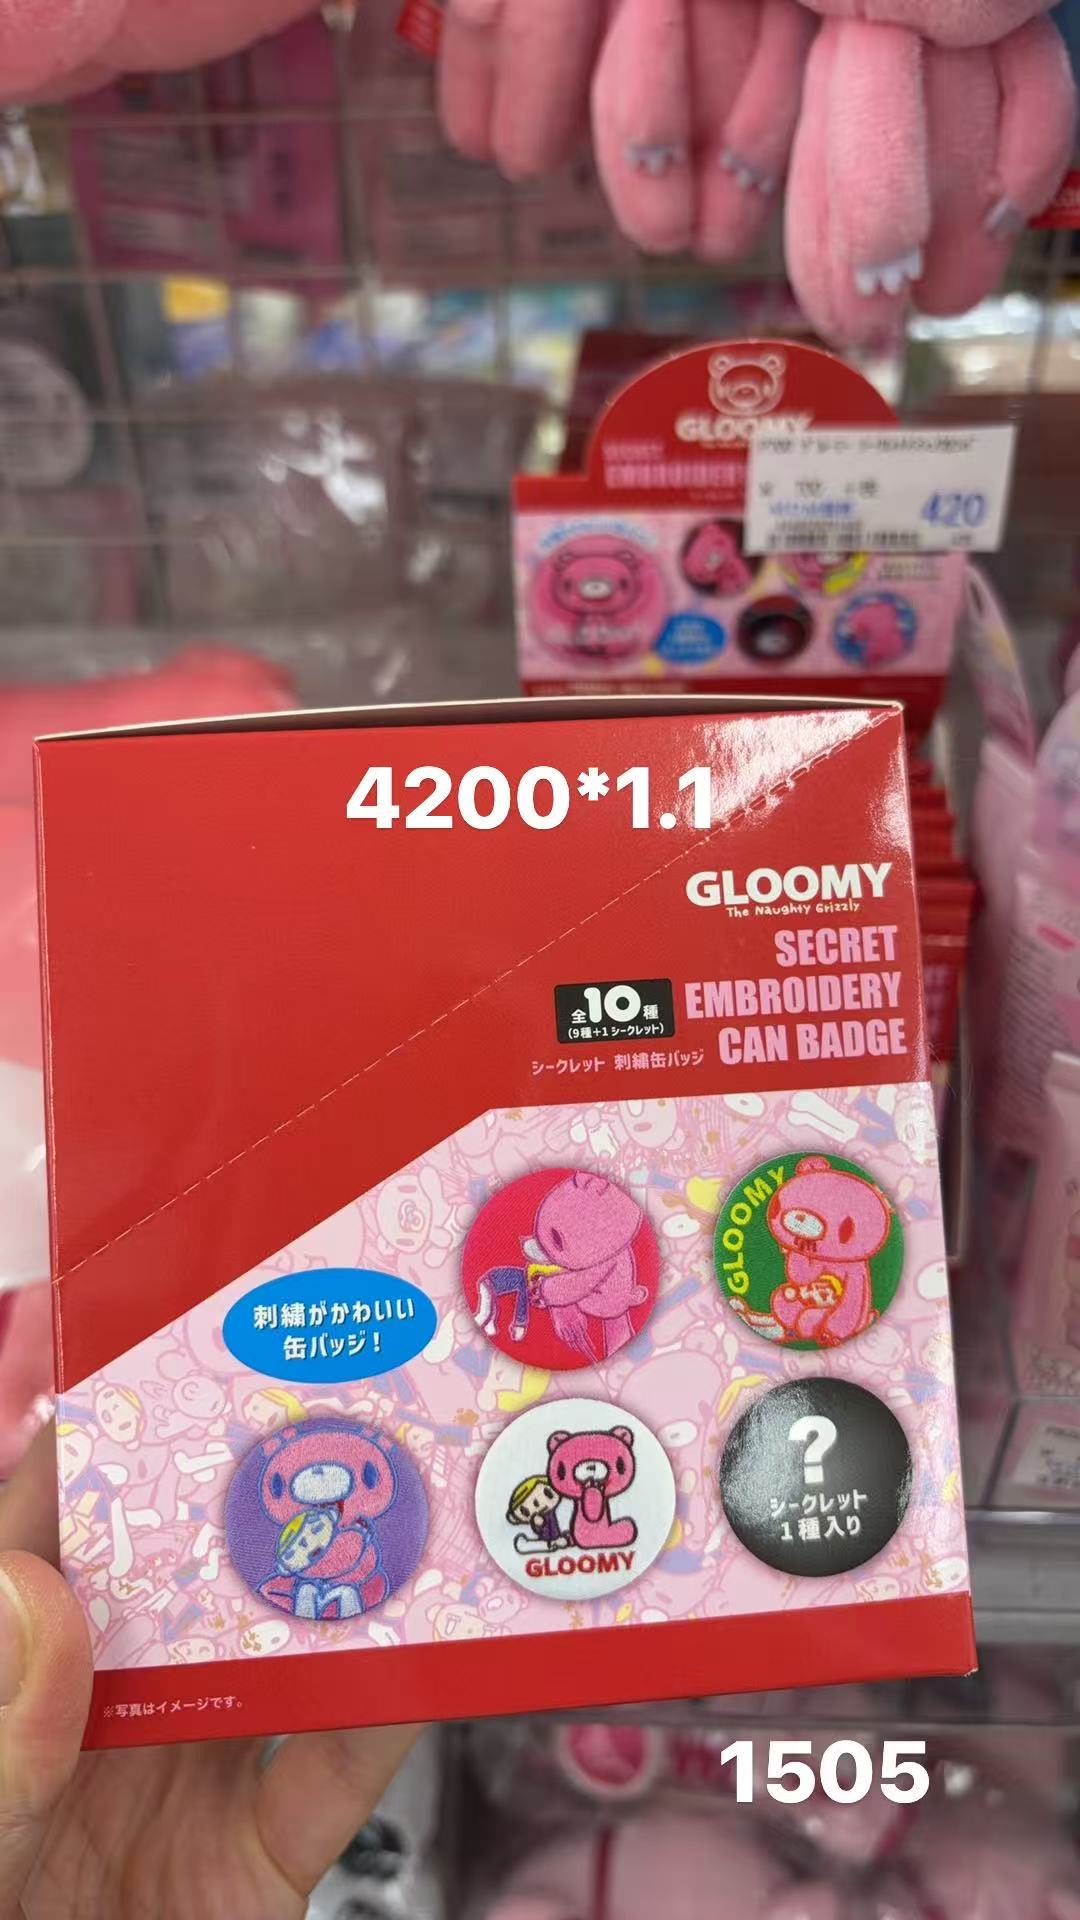 GLOOMY
420
4200*1.1
GLOOMY
The Naughty Grizzly
SECRET
EMBROIDERY
CAN BADGE
全10種
(9種+1シークレット)
シークレット 刺繍缶バッジ
刺繍がかわいい
缶バッジ!
GLOOMY
GLOOMY
?
シークレット
1種入り
※写真はイメージです。
1505